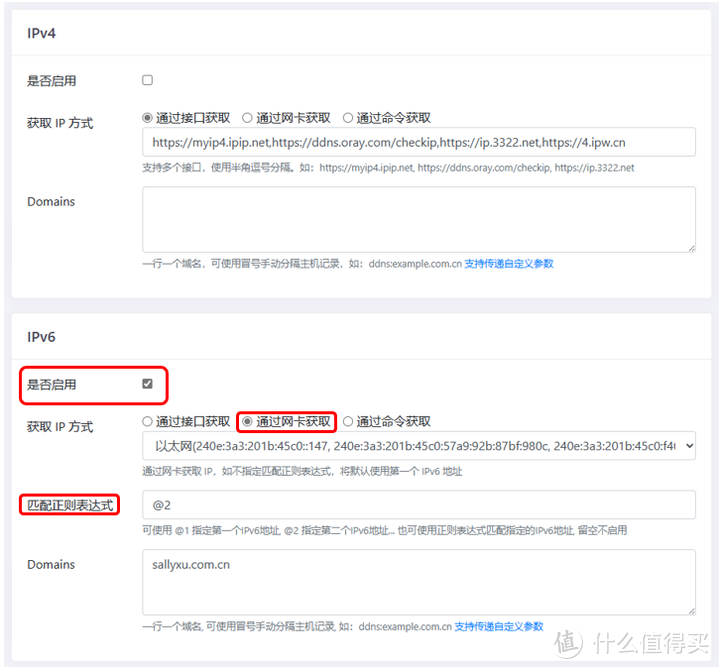 IPv4
是否启用
获取 IP 方式
通过接口获取 通过网卡获取 通过命令获取
https://myip4.ipip.net,https://ddns.oray.com/checkip,https://ip.3322.net,https://4.ipw.cn
支持多个接口，使用半角逗号分隔。如：https://myip4.ipip.net, https://ddns.oray.com/checkip, https://ip.3322.net
Domains
一行一个域名，可使用冒号手动分隔主机记录，如：ddns:example.com.cn 支持传递自定义参数
IPv6
是否启用
获取 IP 方式
通过接口获取 通过网卡获取 通过命令获取
以太网(240e:3a3:201b:45c0::147, 240e:3a3:201b:45c0:57a9:92b:87bf:980c, 240e:3a3:201b:45c0:f4
通过网卡获取 IP，如不指定匹配正则表达式，将默认使用第一个 IPv6 地址
匹配正则表达式
@2
可使用 @1 指定第一个IPv6地址, @2 指定第二个IPv6地址... 也可使用正则表达式匹配指定的IPv6地址, 留空不启用
Domains
sallyxu.com.cn
一行一个域名, 可使用冒号手动分隔主机记录, 如：ddns:example.com.cn 支持传递自定义参数
值 什么值得买